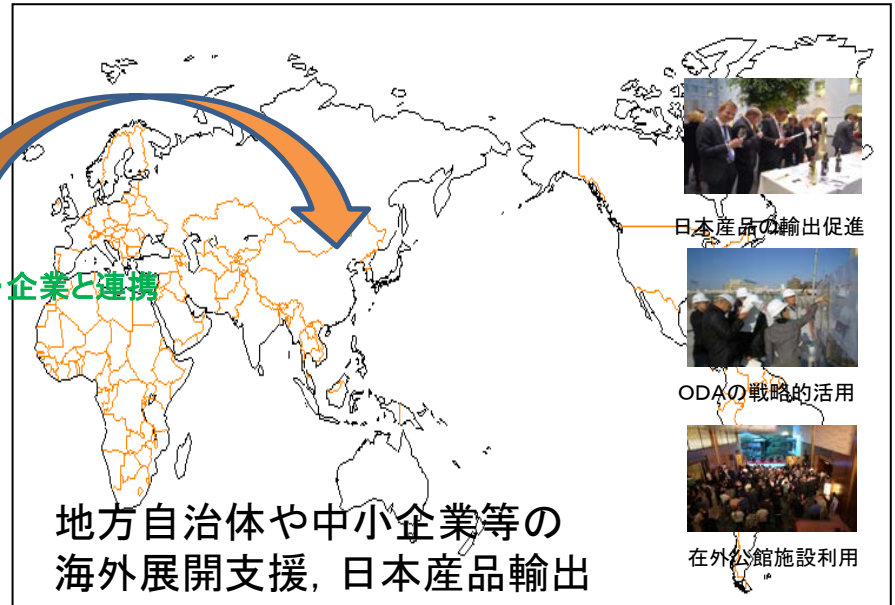 日本産品の輸出促進
企業と連携
ODAの戦略的活用
地方自治体や中小企業等の
海外展開支援，日本産品輸出
在外公館施設利用